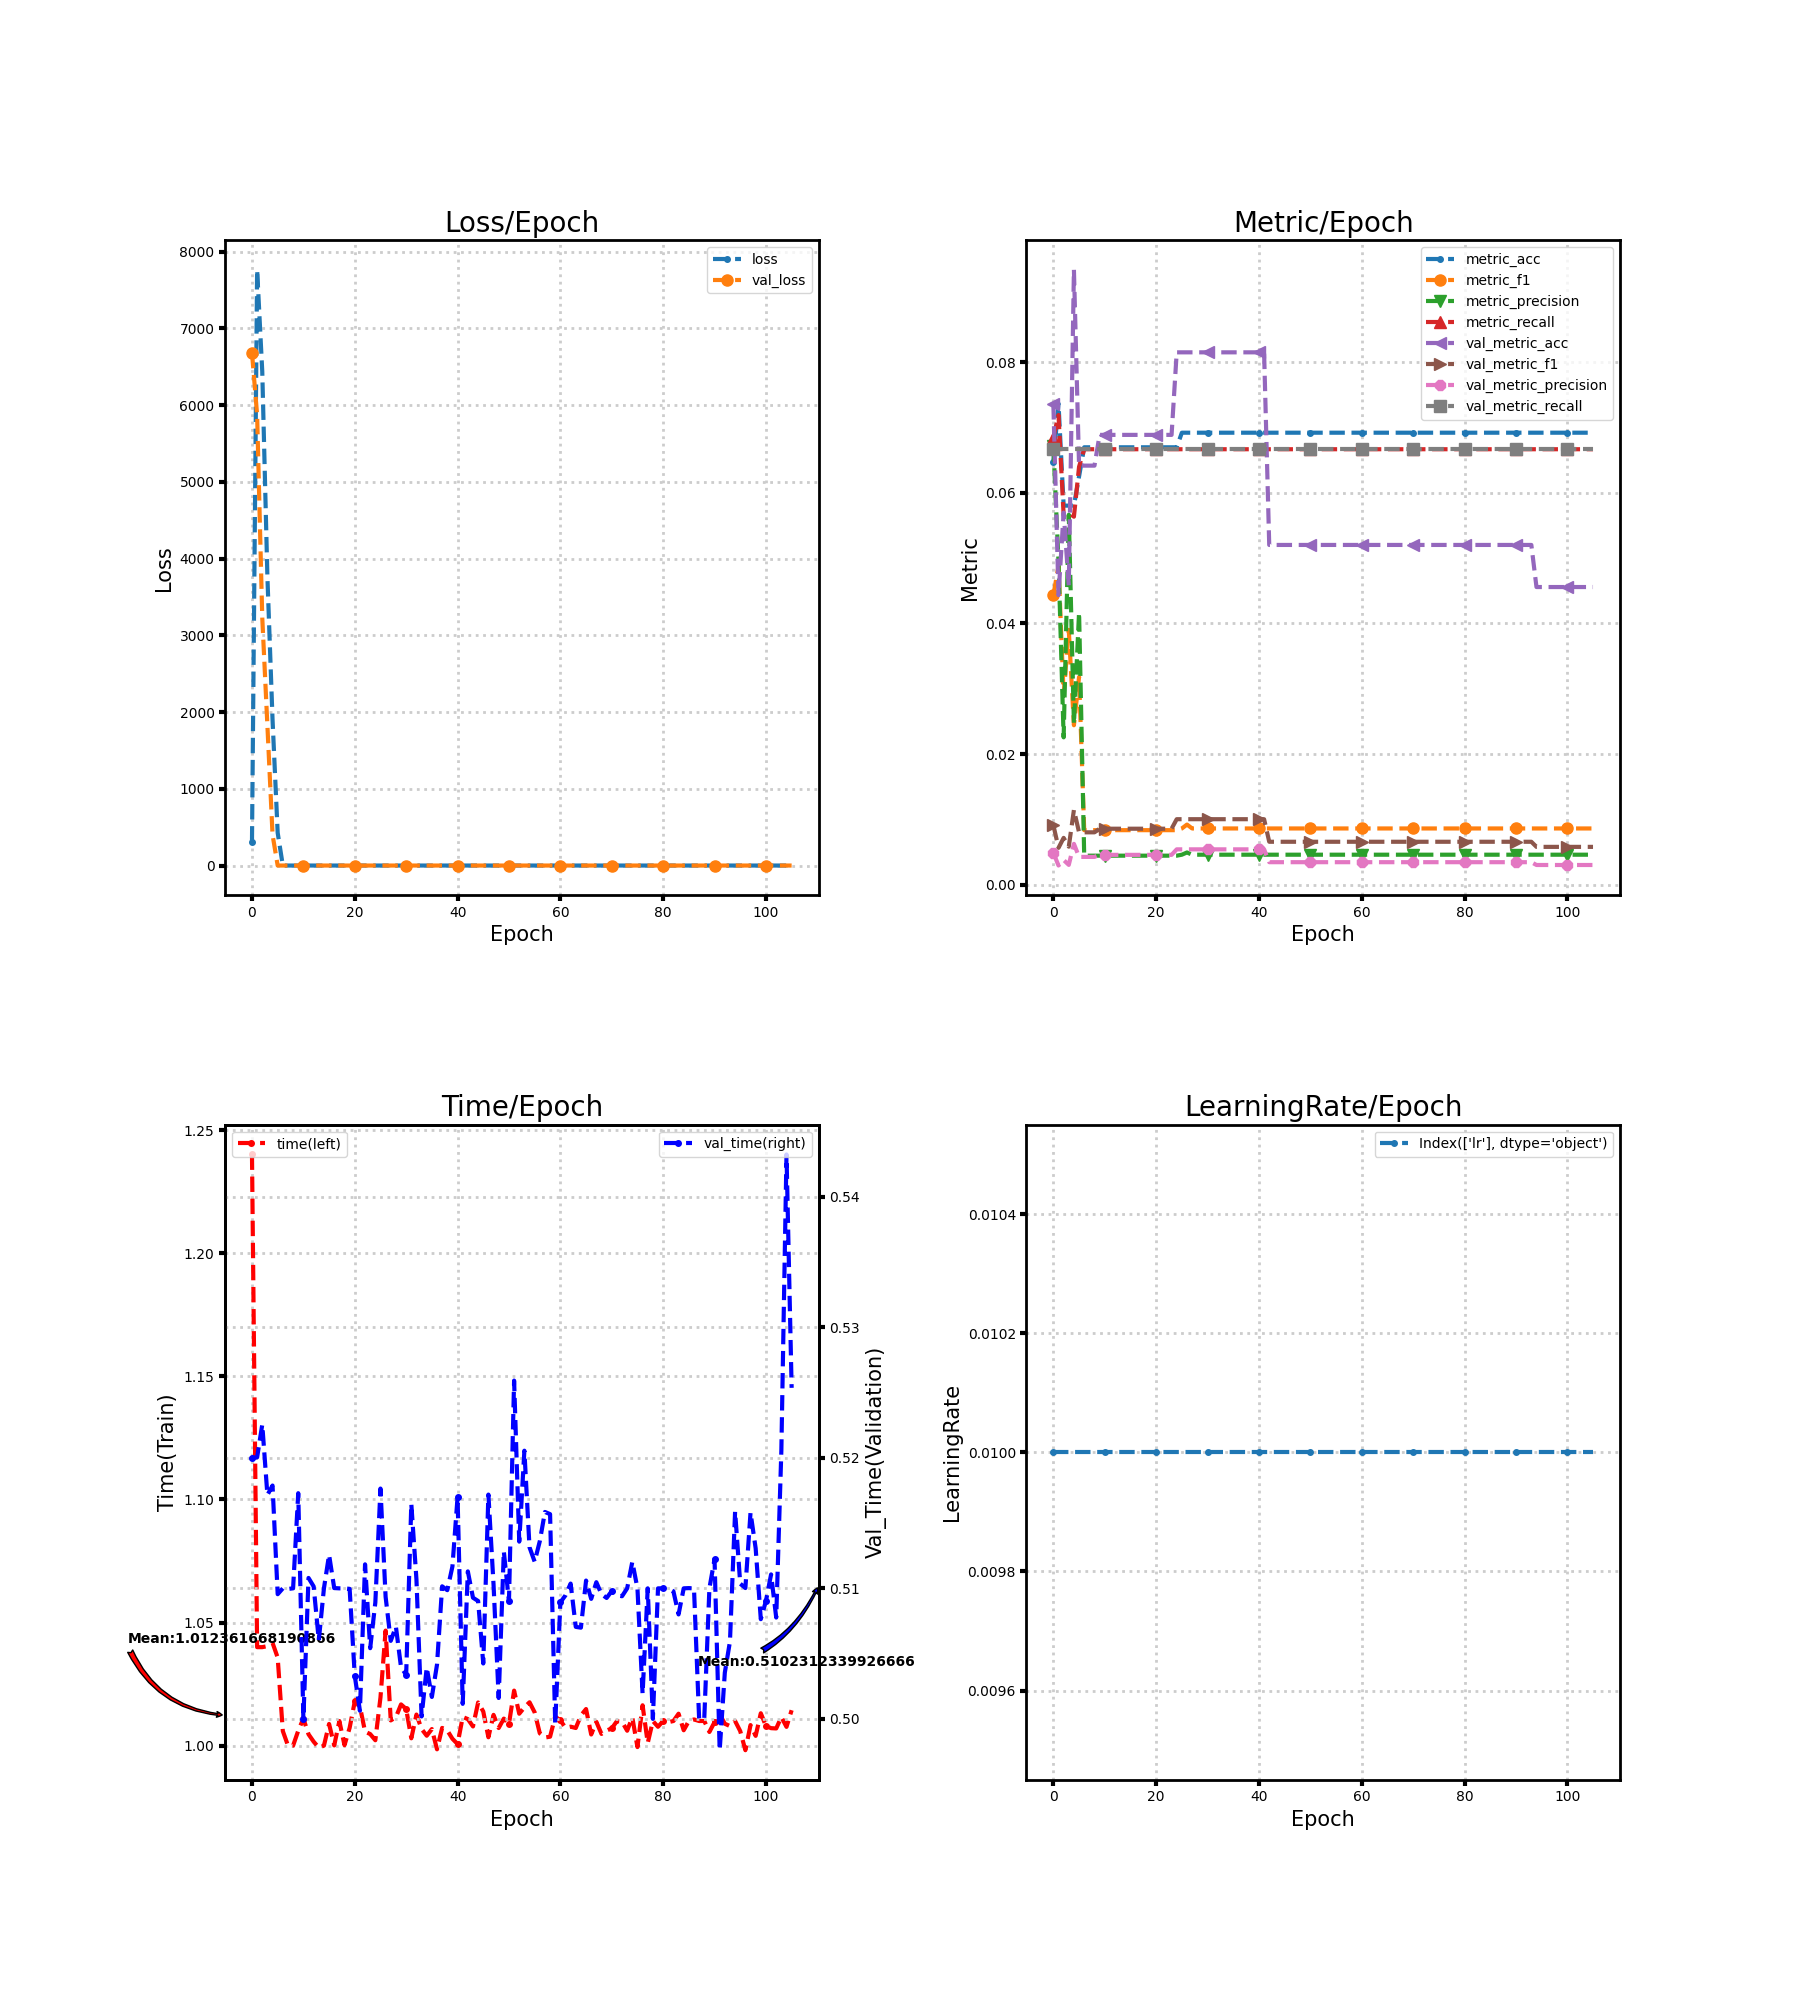 Loss/Epoch
8000
7000
6000
5000
4000
3000
2000
1000
0
Loss
loss
val_loss
0 20 40 60 80 100
Epoch
Metric/Epoch
0.08
0.06
0.04
0.02
0.00
Metric
metric_acc
metric_f1
metric_precision
metric_recall
val_metric_acc
val_metric_f1
val_metric_precision
val_metric_recall
0 20 40 60 80 100
Epoch
Time/Epoch
1.25
1.20
1.15
1.10
1.05
1.00
Time(Train)
time(left)
val_time(right)
0.54
0.53
0.52
0.51
0.50
Val_Time(Validation)
Mean:1.012361668190866
Mean:0.5102312339926666
0 20 40 60 80 100
Epoch
LearningRate/Epoch
0.0104
0.0102
0.0100
0.0098
0.0096
LearningRate
Index(['lr'], dtype='object')
0 20 40 60 80 100
Epoch